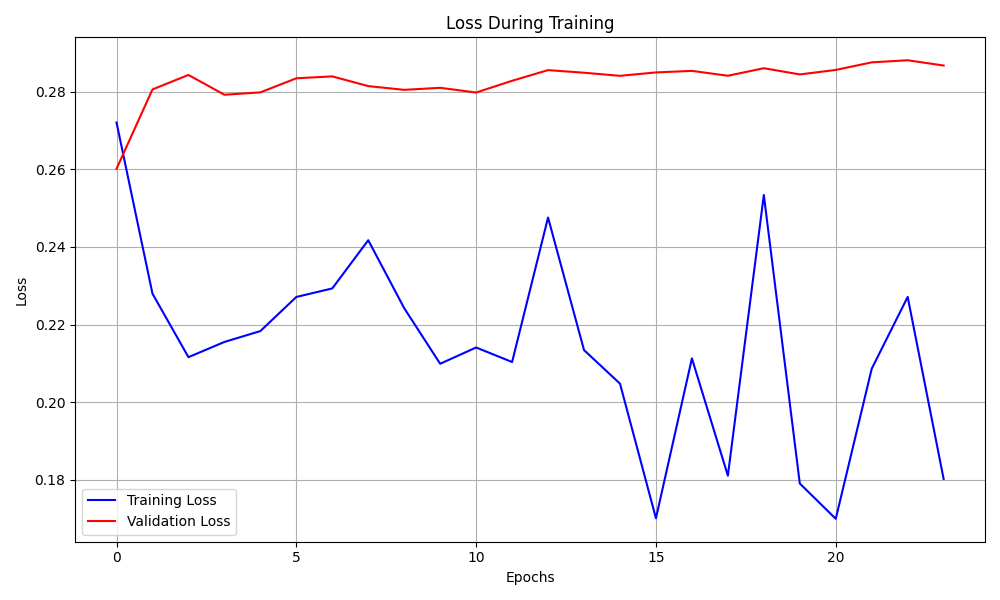 Loss During Training
Loss
0.28
0.26
0.24
0.22
0.20
0.18
Training Loss
Validation Loss
0 5 10 15 20
Epochs